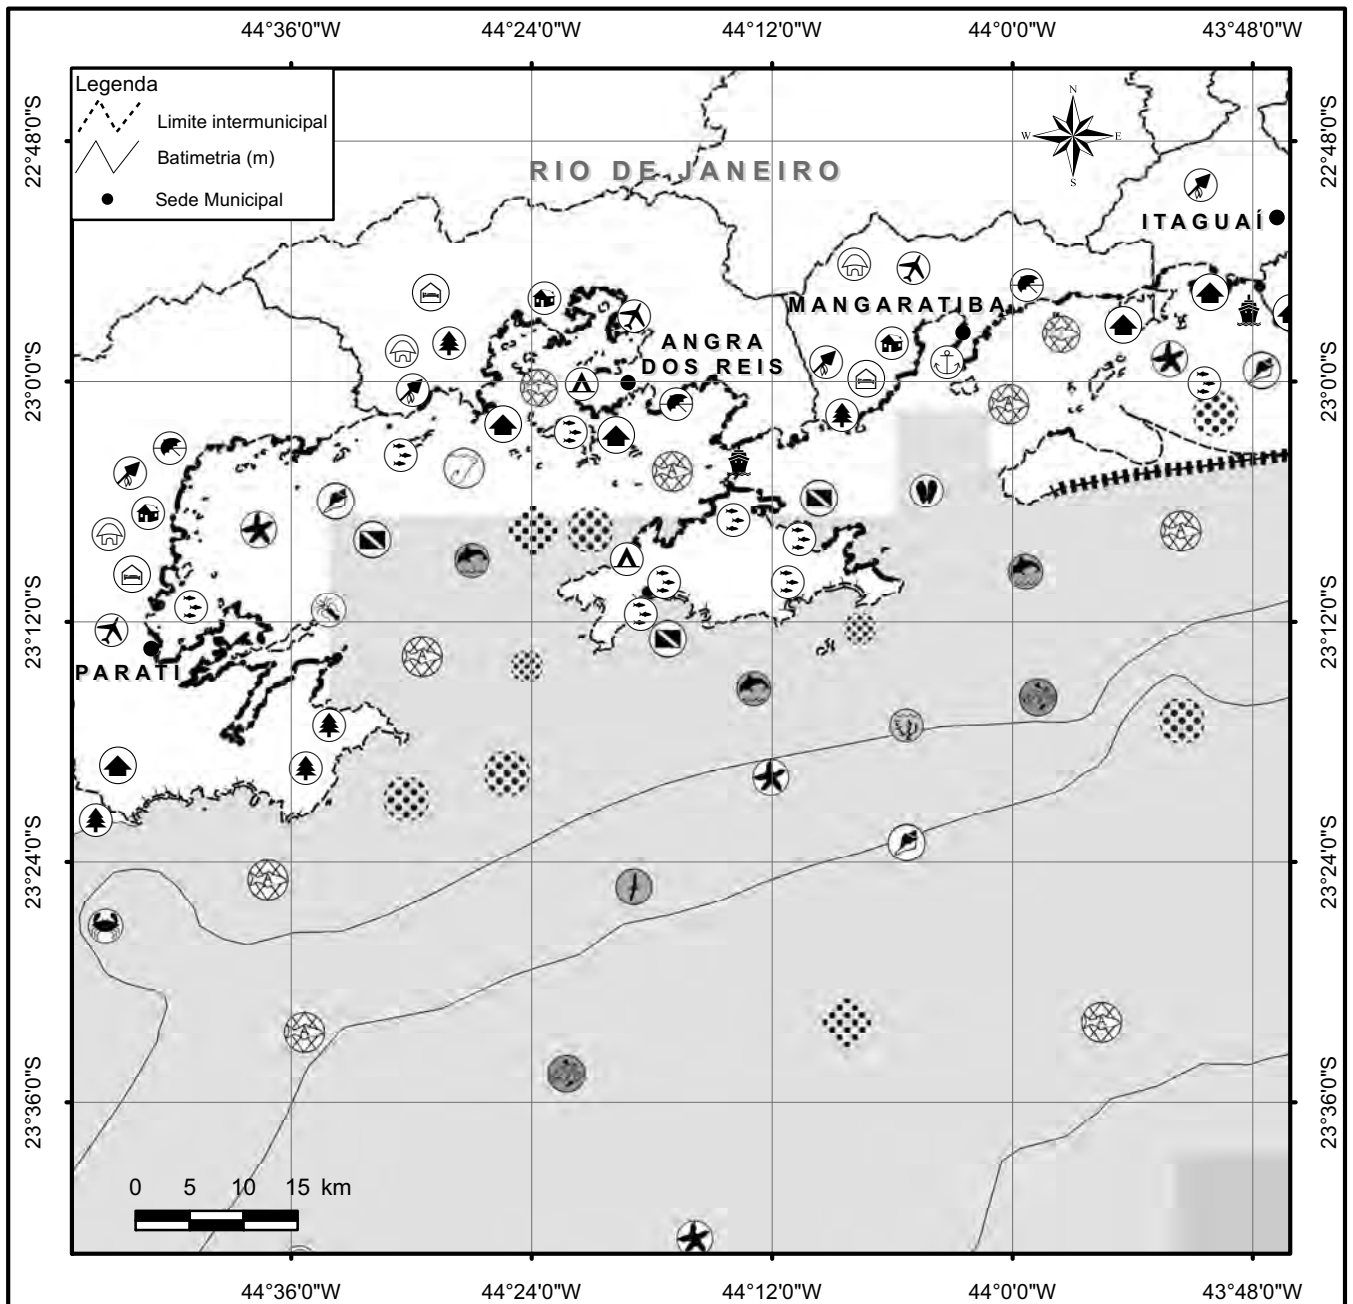 44°36'0"W 44°24'0"W 44°12'0"W 44°00'0"W 43°48'0"W
Legenda
Limite intermunicipal
Batimetria (m)
Sede Municipal
N
W E
S
22°48'0"S 22°48'0"S
RIO DE JANEIRO
ITAGUAÍ
MANGARATIBA
ANGRA
DOS REIS
23°0'0"S 23°0'0"S
23°12'0"S 23°12'0"S
PARATI
23°24'0"S 23°24'0"S
23°36'0"S 23°36'0"S
0 5 10 15 km
44°36'0"W 44°24'0"W 44°12'0"W 44°00'0"W 43°48'0"W